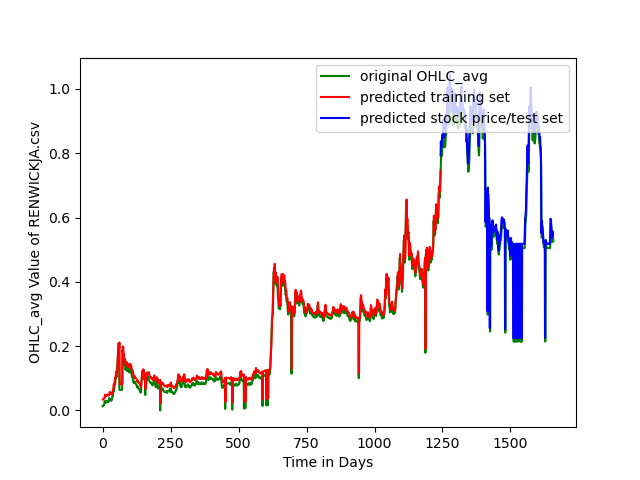 original OHLC_avg
predicted training set
predicted stock price/test set
OHLC_avg Value of RENWICKJA.csv
1.0
0.8
0.6
0.4
0.2
0.0
0 250 500 750 1000 1250 1500
Time in Days